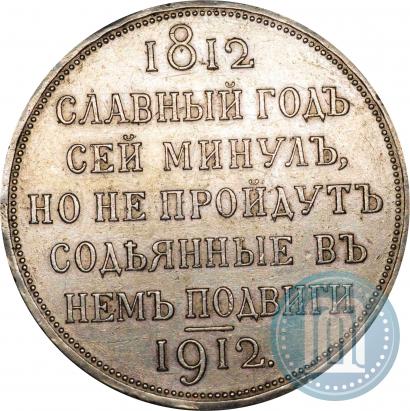 1812
СЛАВНЫЙ ГОДЪ
СЕЙ МИНУЛЪ,
НО НЕ ПРОЙДУТЪ
СОДѢЯННЫЕ ВЪ
НЕМЪ ПОДВИГИ
1912.